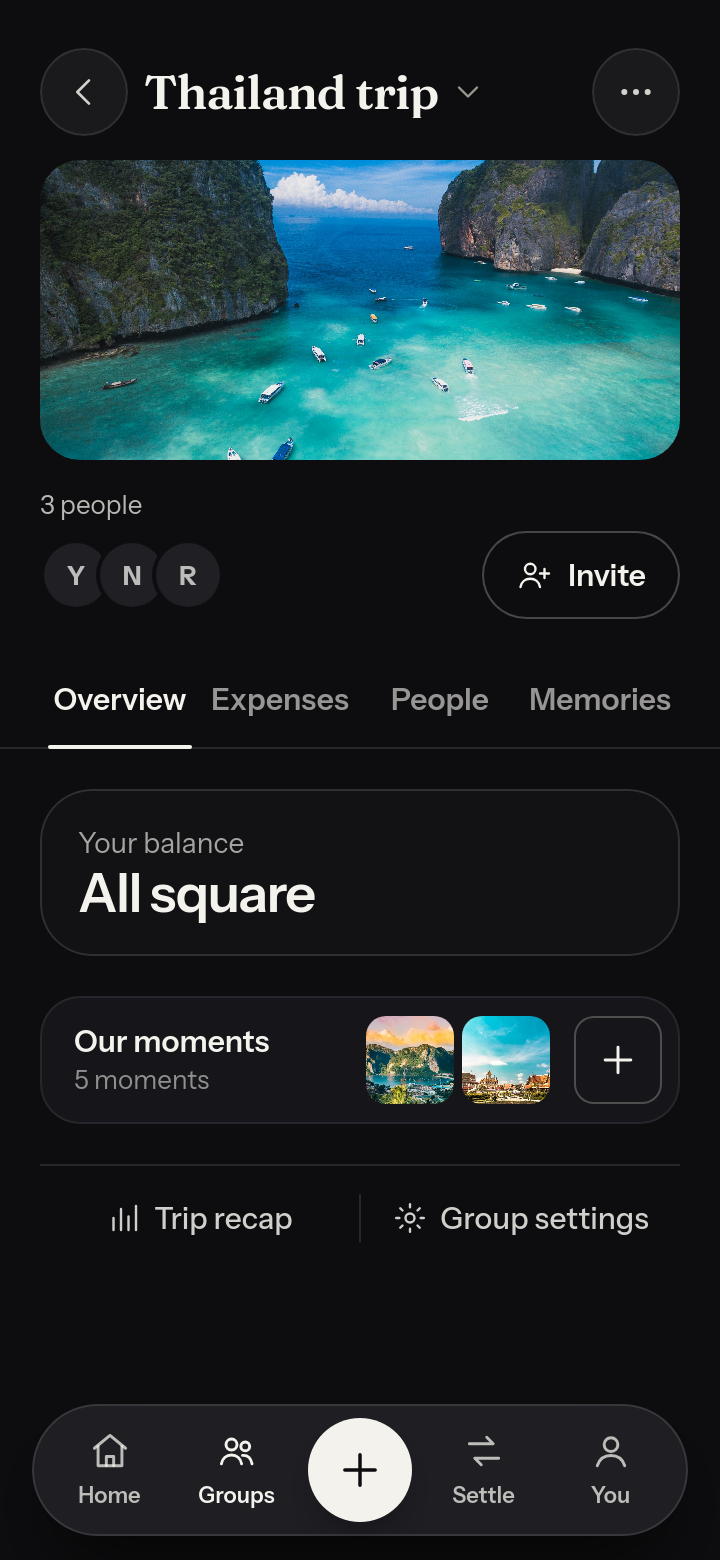 Thailand trip
3 people
Y N R
Invite
Overview Expenses People Memories
Your balance
All square
Our moments
5 moments
Trip recap Group settings
Home Groups Settle You